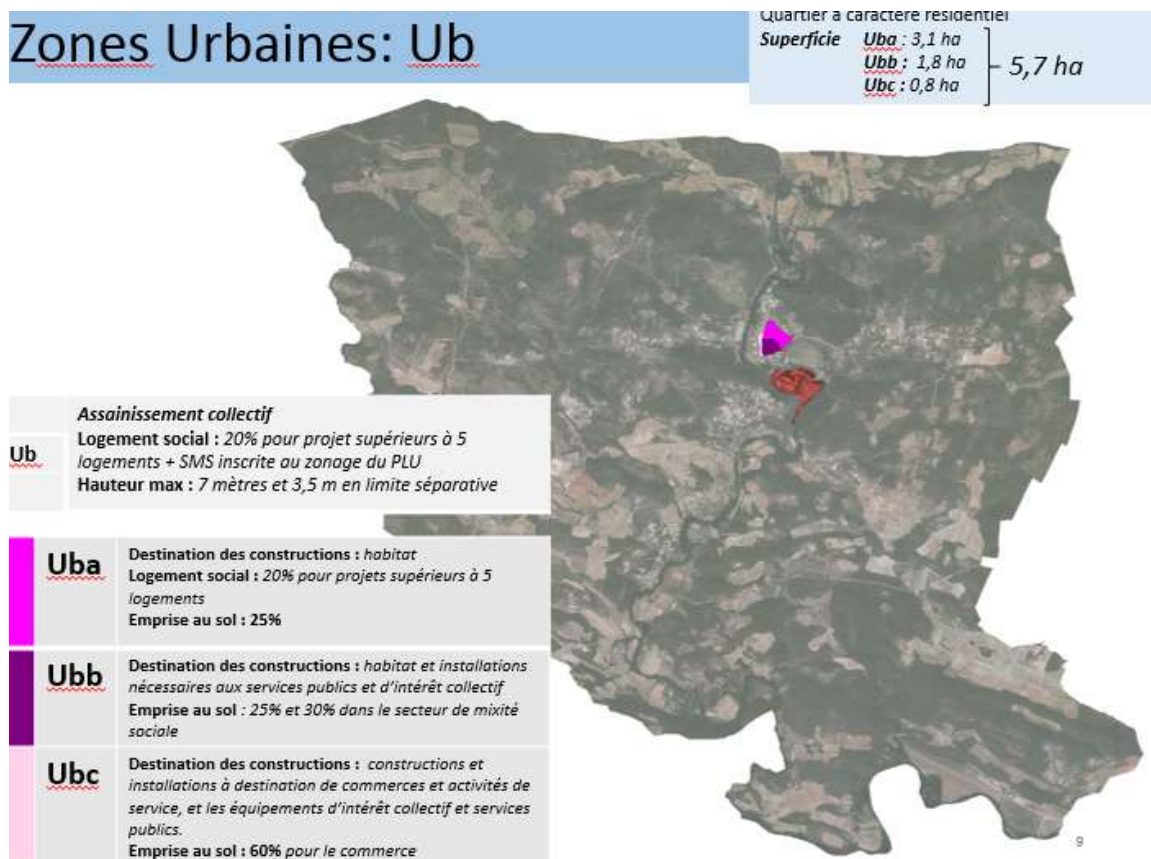 Zones Urbaines: Ub
Quartier à caractère résidentiel
Superficie Uba : 3,1 ha
Ubb : 1,8 ha
Ubc : 0,8 ha
5,7 ha
Ub
Assainissement collectif
Logement social : 20% pour projet supérieurs à 5
logements + SMS inscrite au zonage du PLU
Hauteur max : 7 mètres et 3,5 m en limite séparative
Uba
Destination des constructions : habitat
Logement social : 20% pour projets supérieurs à 5
logements
Emprise au sol : 25%
Ubb
Destination des constructions : habitat et installations
nécessaires aux services publics et d'intérêt collectif
Emprise au sol : 25% et 30% dans le secteur de mixité
sociale
Ubc
Destination des constructions : constructions et
installations à destination de commerces et activités de
service, et les équipements d'intérêt collectif et services
publics.
Emprise au sol : 60% pour le commerce
9